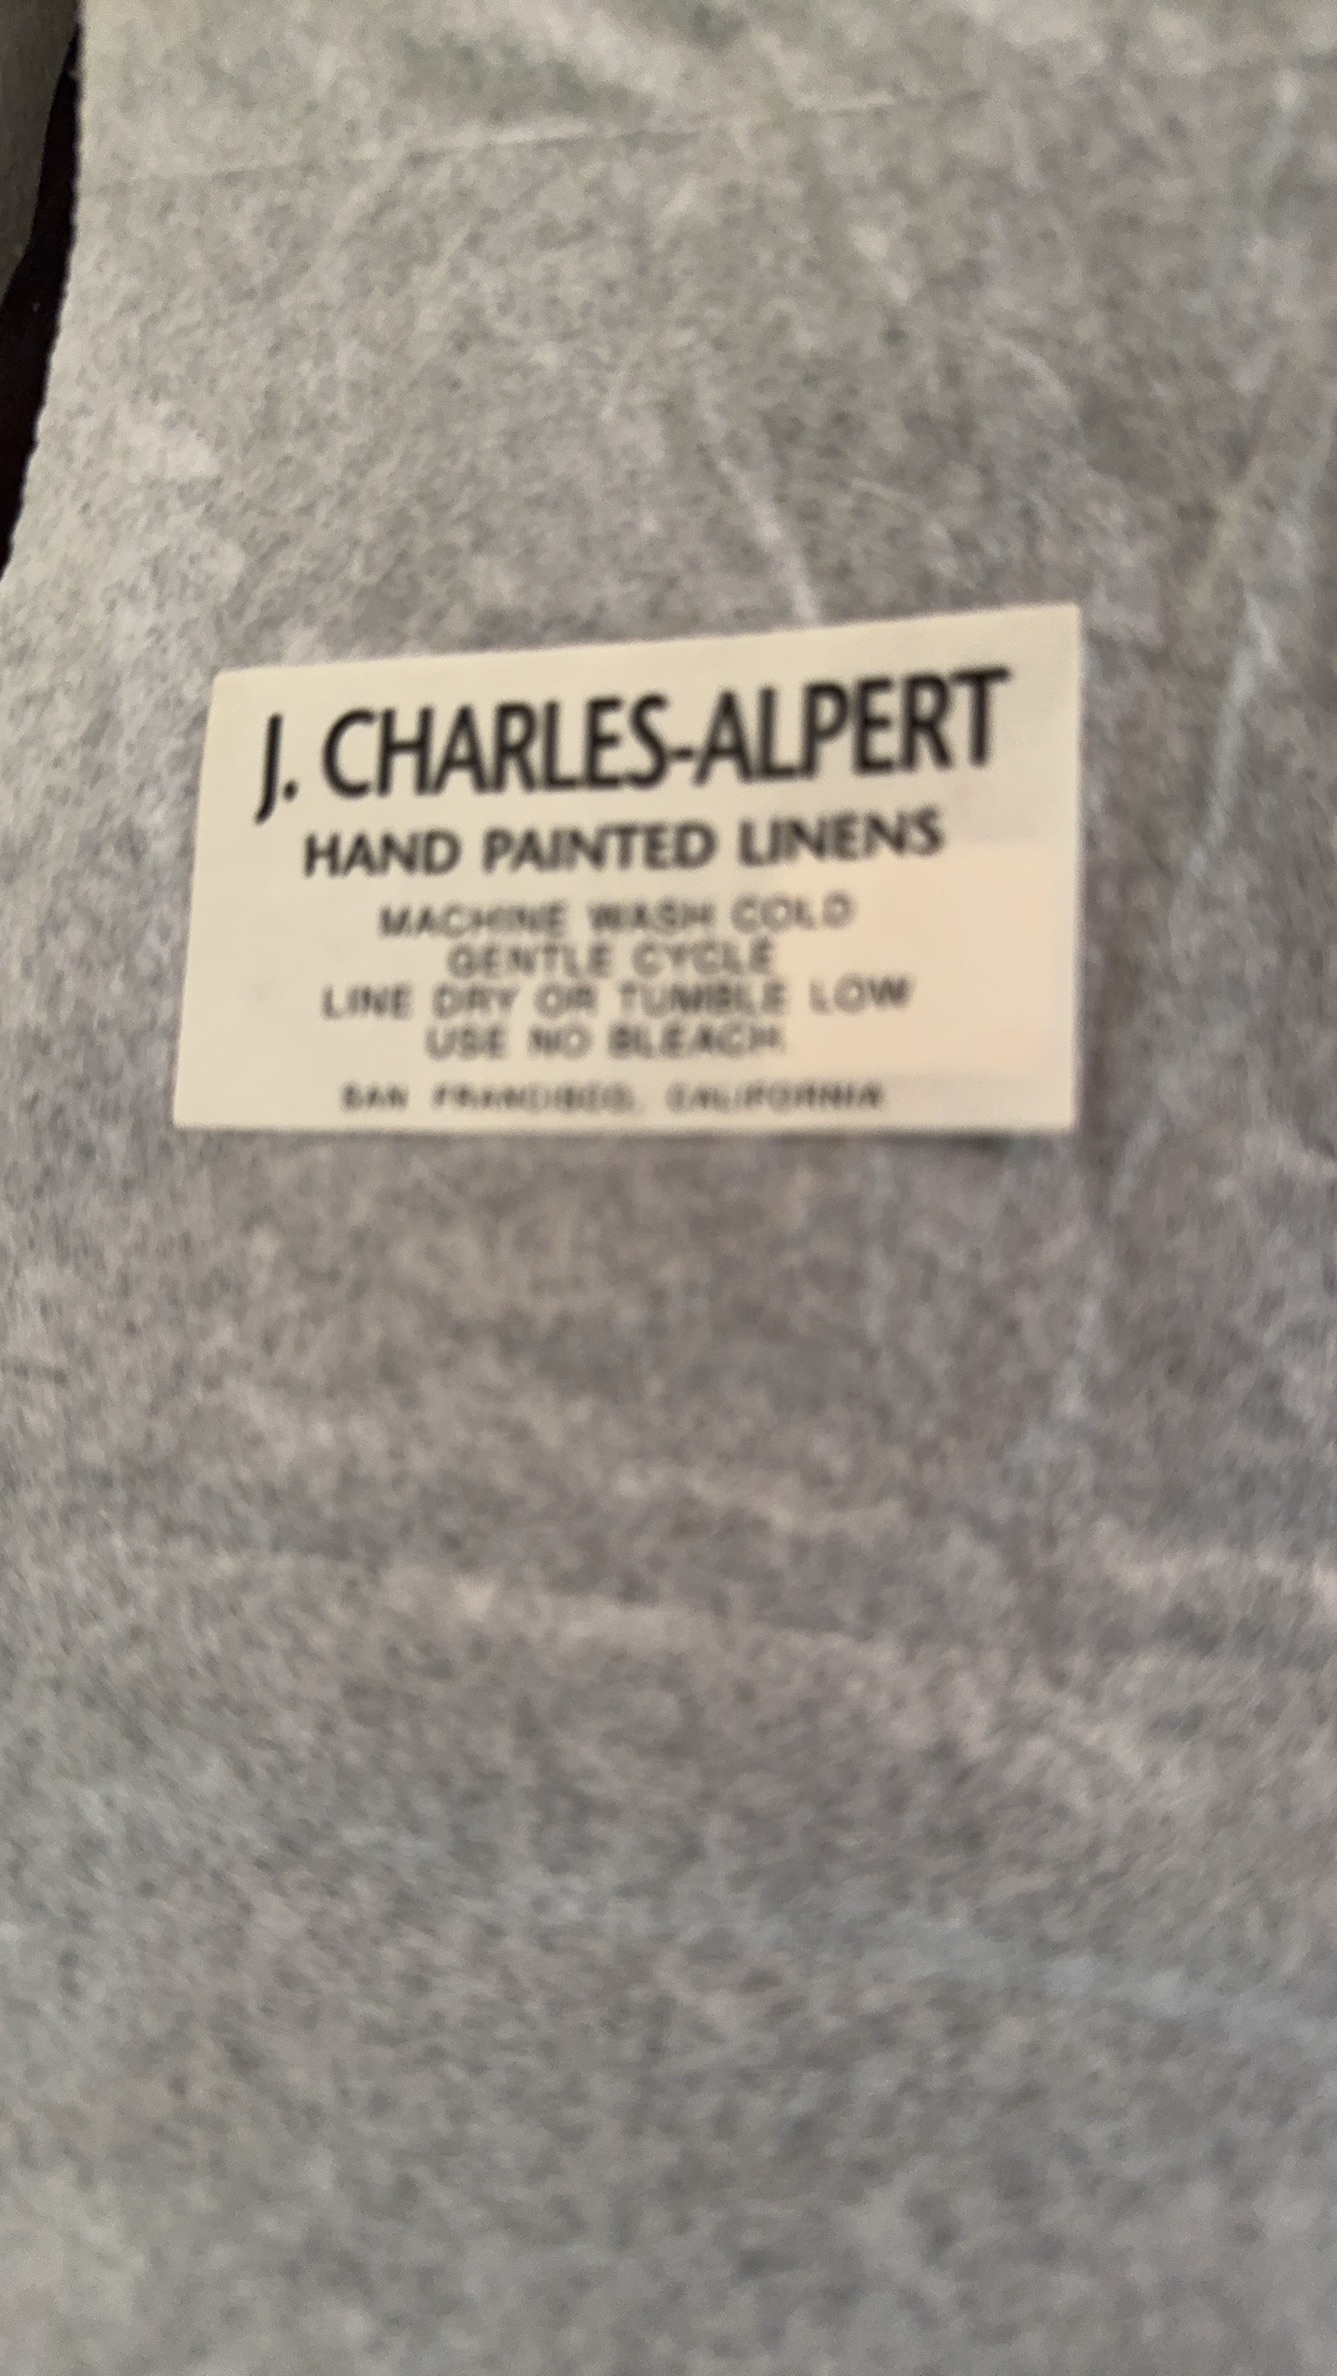 J. CHARLES-ALPERT
HAND PAINTED LINENS
MACHINE WASH COLD
GENTLE CYCLE
LINE DRY OR TUMBLE LOW
USE NO BLEACH
SAN FRANCISCO, CALIFORNIA